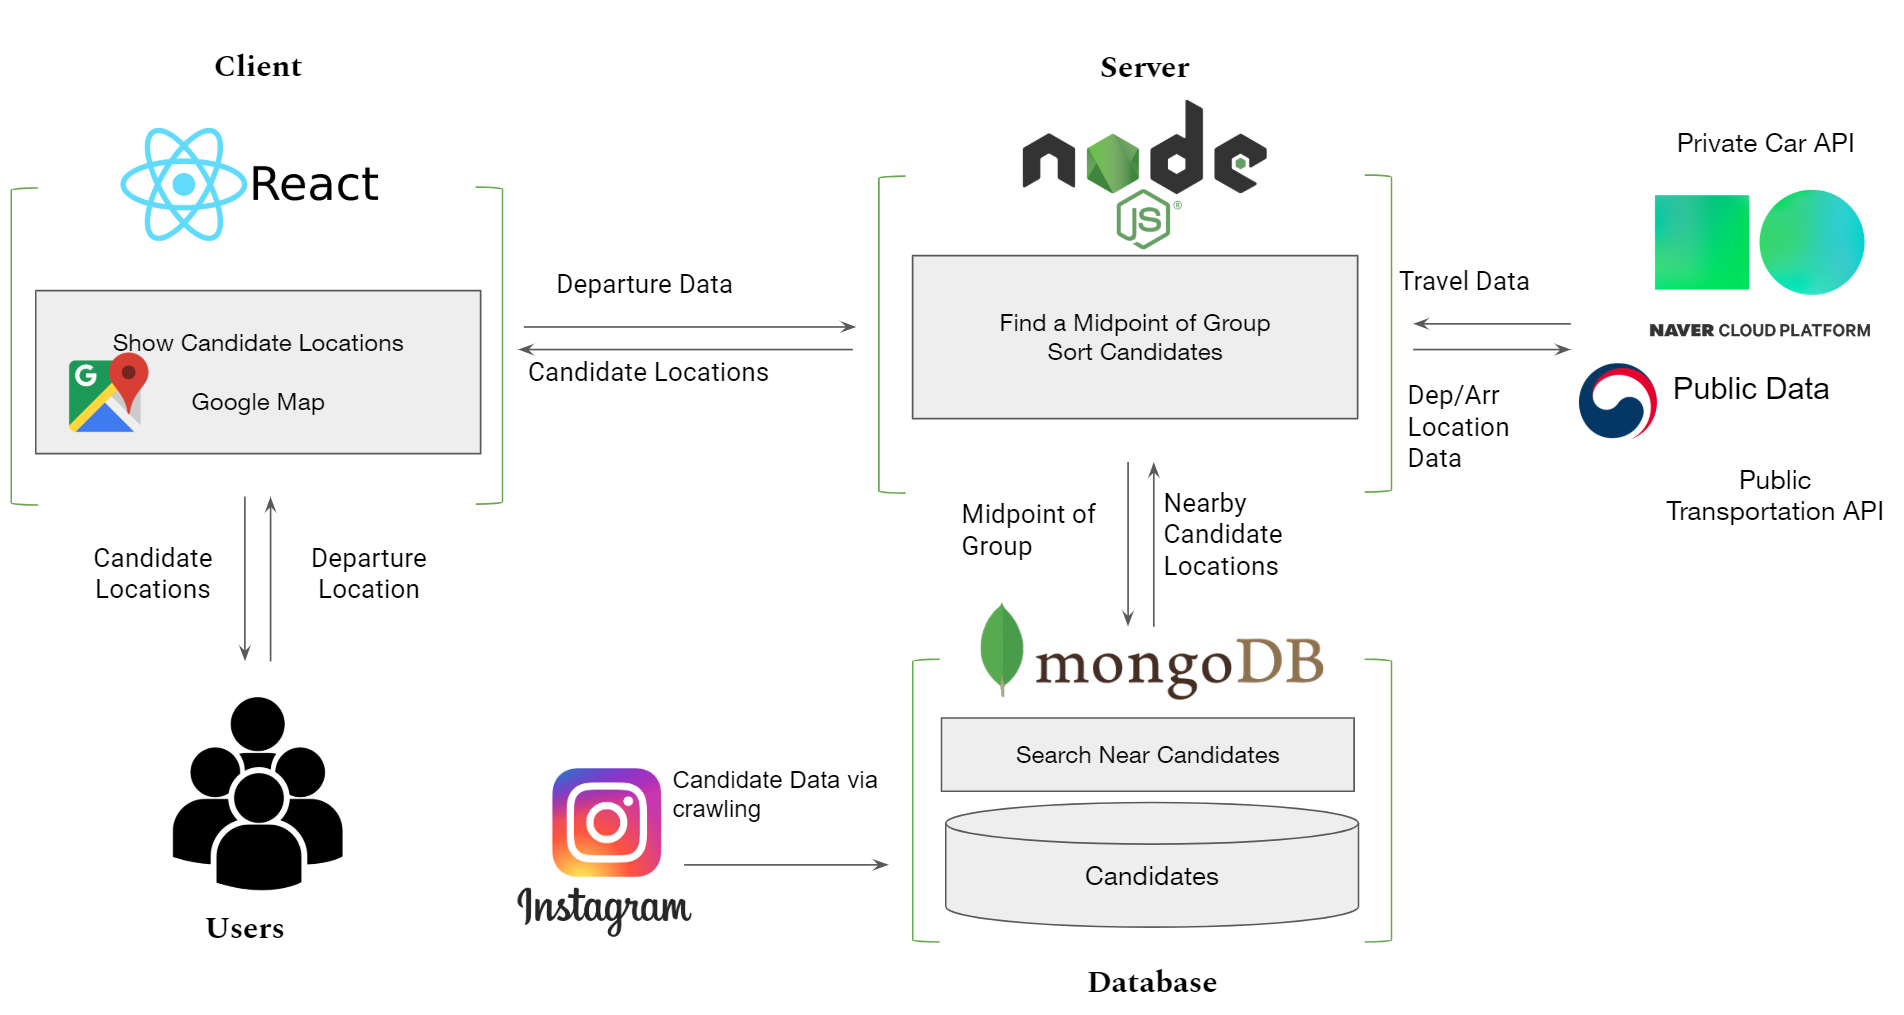 Client
React
Show Candidate Locations
G
Google Map
Departure Data
Candidate Locations
Server
node
JS®
Find a Midpoint of Group
Sort Candidates
Travel Data
Dep/Arr
Location
Data
Private Car API
NAVER CLOUD PLATFORM
Public Data
Public
Transportation API
Candidate
Locations
Departure
Location
Users
Midpoint of
Group
Nearby
Candidate
Locations
mongoDB
Search Near Candidates
Candidates
Database
Candidate Data via
crawling
Instagram